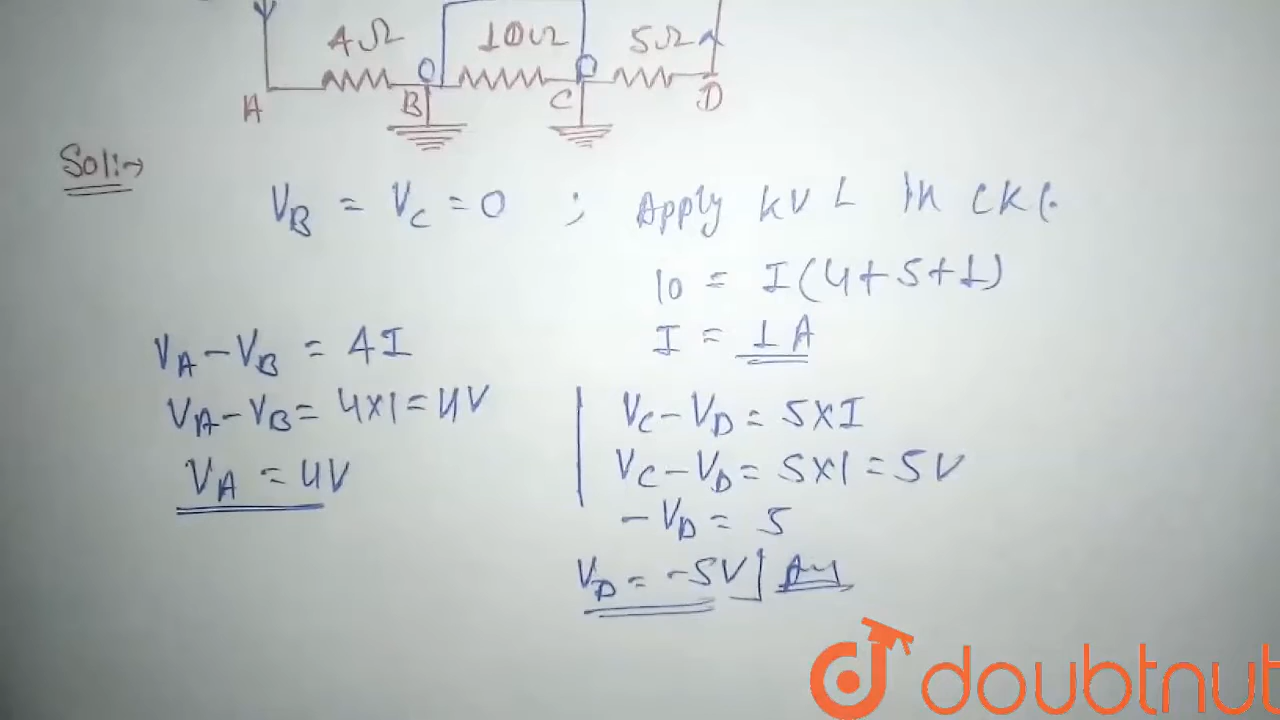 4Ω 10Ω 5Ω
A B C D
Sol:→
V_B = V_C = 0 ; Apply KVL in ckt.
10 = I(4+5+1)
I = 1A
V_A - V_B = 4I
V_A - V_B = 4×1 = 4V
V_A = 4V
V_C - V_D = 5×I
V_C - V_D = 5×1 = 5V
- V_D = 5
V_D = -5V Ans
doubtnut